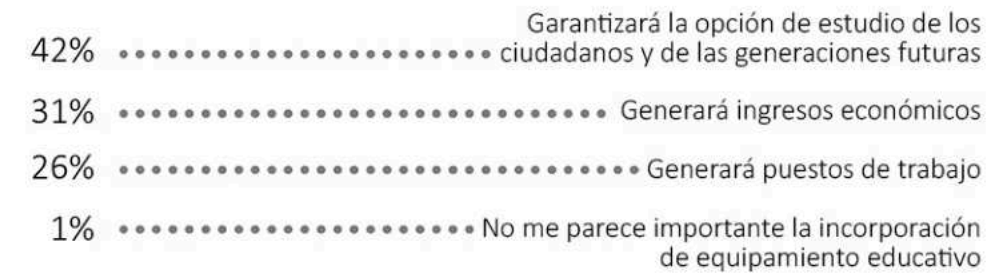 Garantizará la opción de estudio de los
42% ciudadanos y de las generaciones futuras
31% Generará ingresos económicos
26% Generará puestos de trabajo
1% No me parece importante la incorporación
de equipamiento educativo